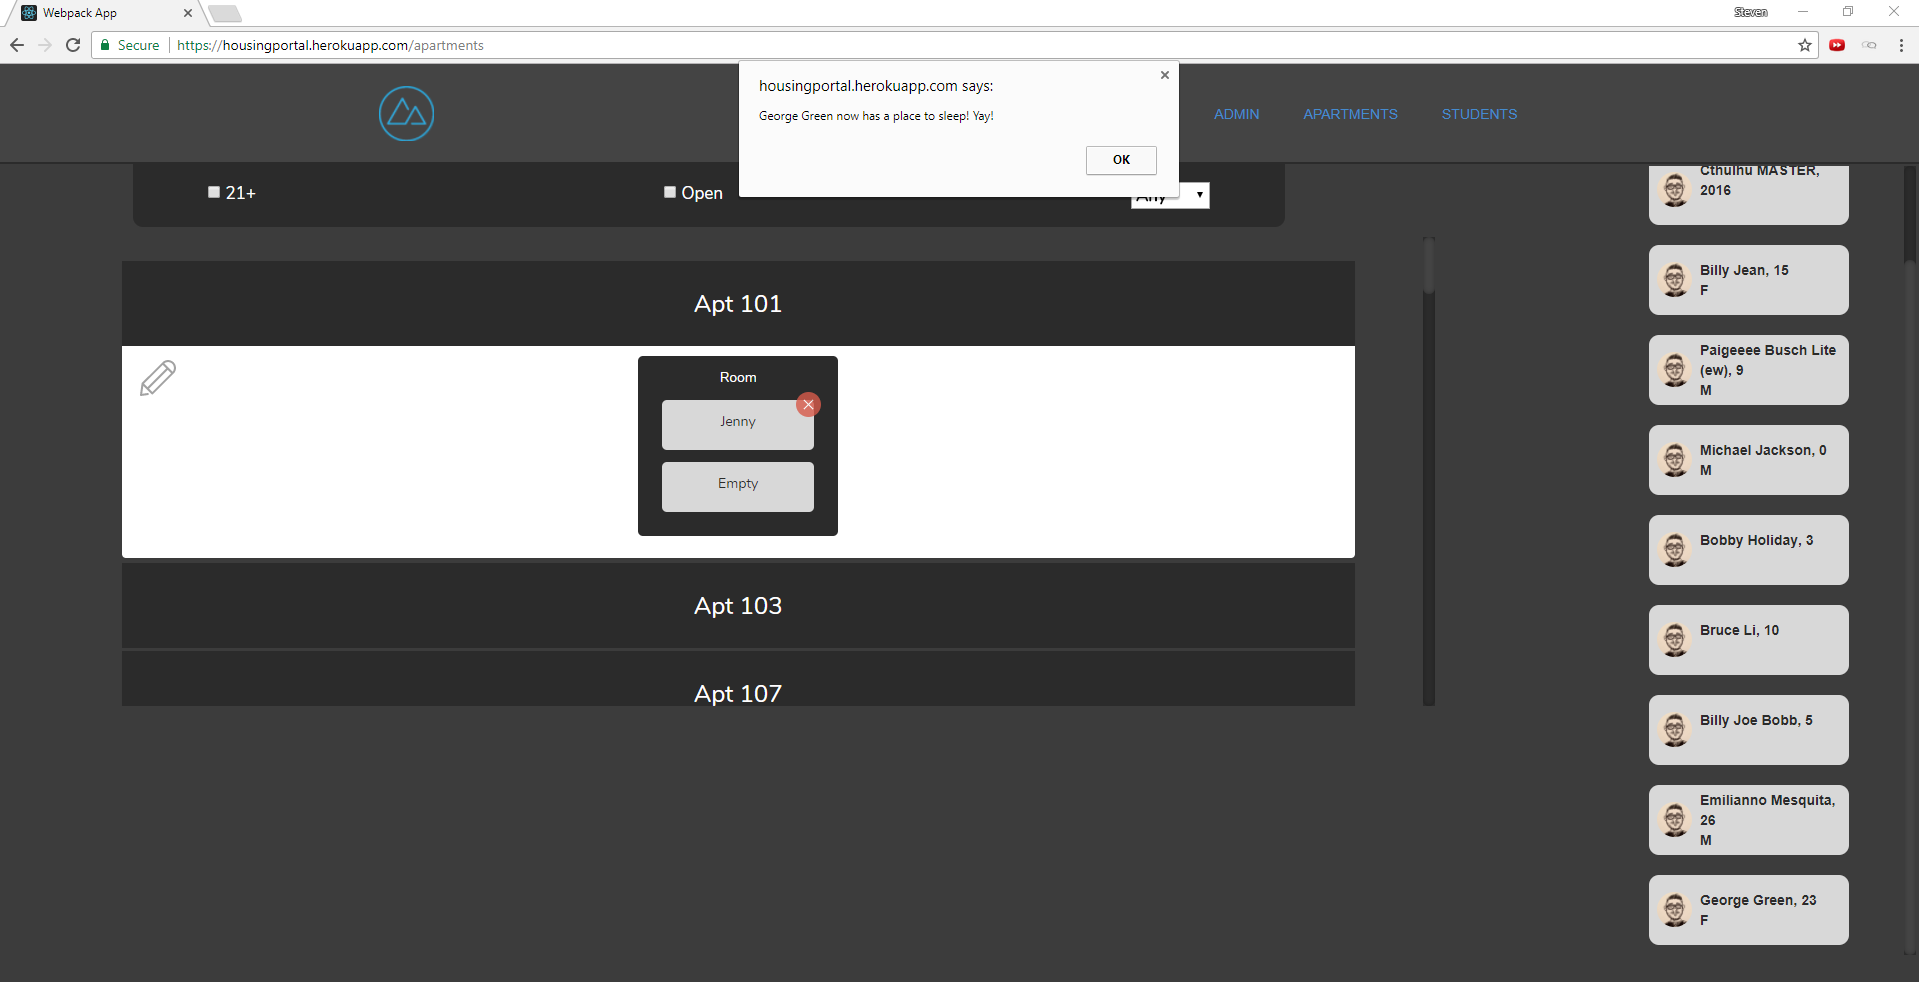 Webpack App
Steven
Secure
https://housingportal.herokuapp.com/apartments
housingportal.herokuapp.com says:
George Green now has a place to sleep! Yay!
OK
ADMIN
APARTMENTS
STUDENTS
21+
Open
Any
Apt 101
Room
Jenny
Empty
Apt 103
Apt 107
Cthulhu MASTER,
2016
Billy Jean, 15
F
Paigeeee Busch Lite
(ew), 9
M
Michael Jackson, 0
M
Bobby Holiday, 3
Bruce Li, 10
Billy Joe Bobb, 5
Emilianno Mesquita,
26
M
George Green, 23
F